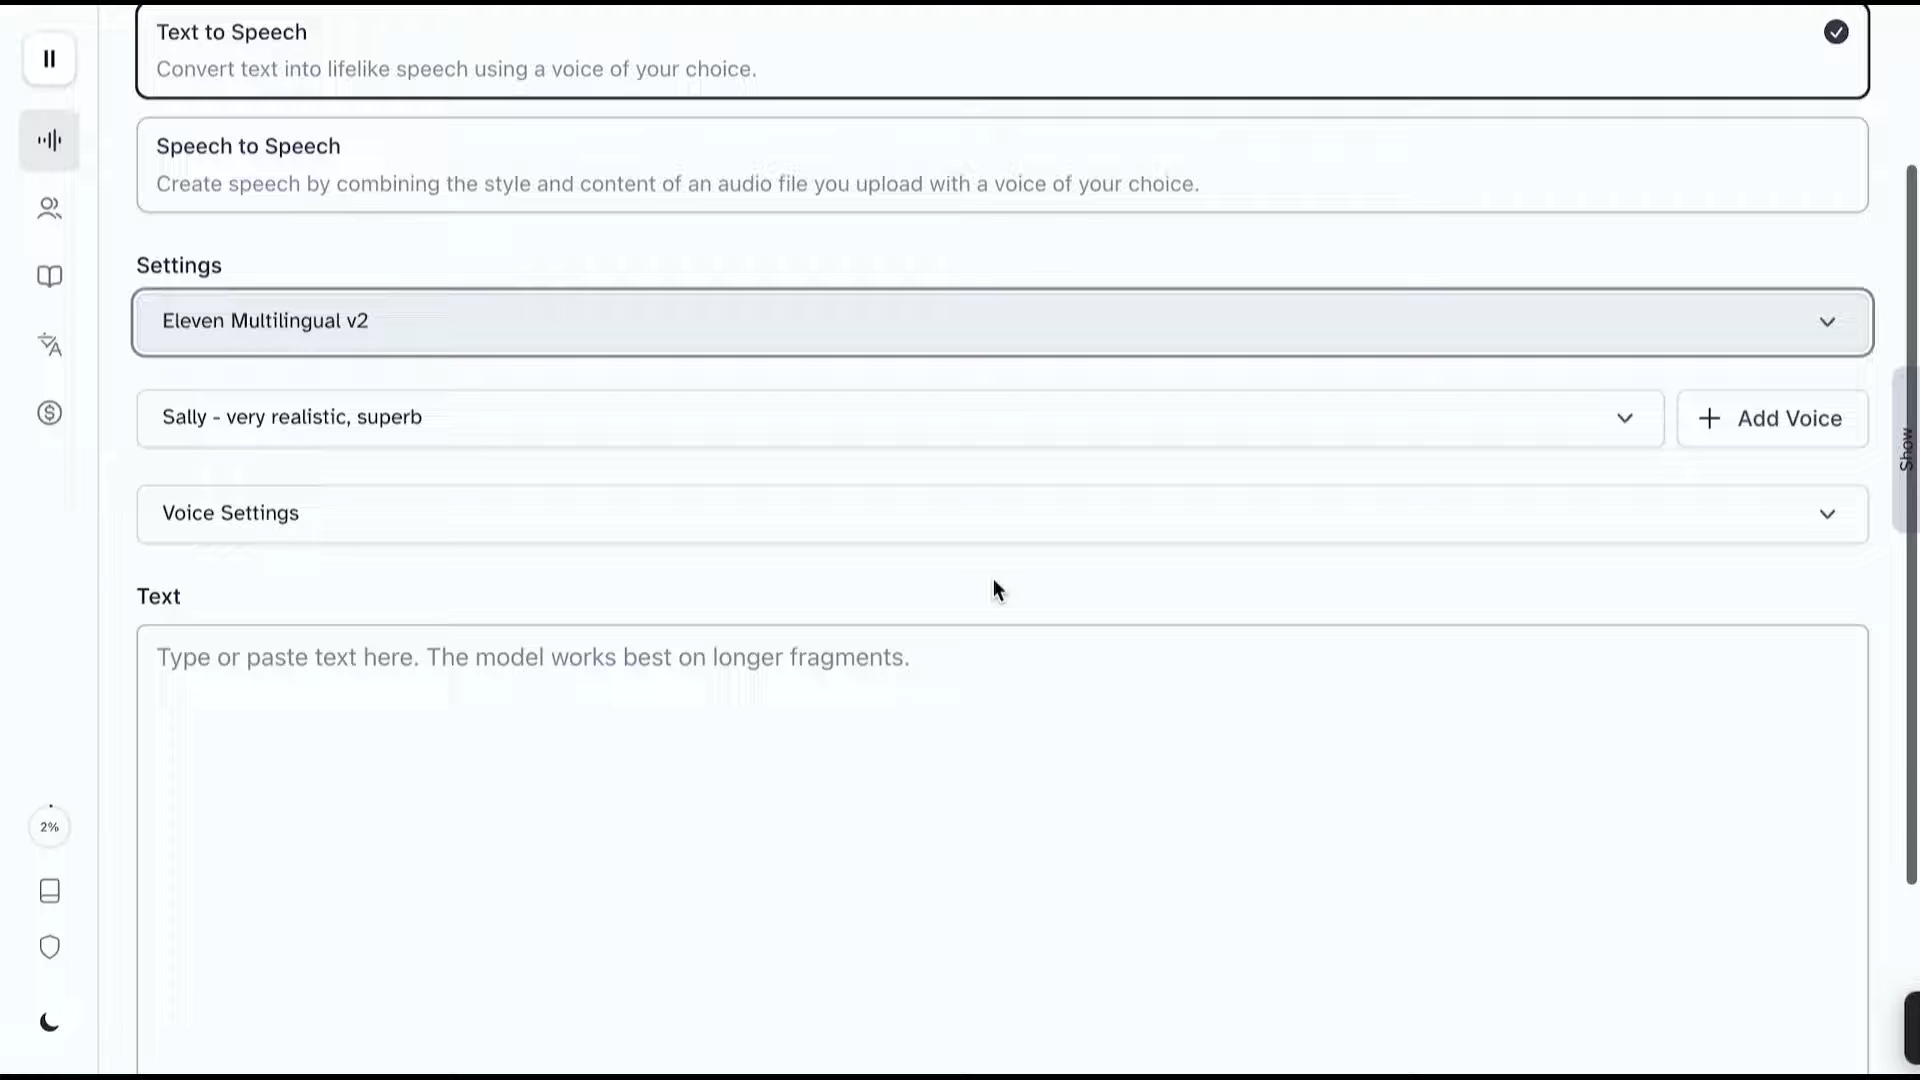 Text to Speech
Convert text into lifelike speech using a voice of your choice.
Speech to Speech
Create speech by combining the style and content of an audio file you upload with a voice of your choice.
Settings
Eleven Multilingual v2
Sally - very realistic, superb
Add Voice
Show
Voice Settings
Text
Type or paste text here. The model works best on longer fragments.
2%